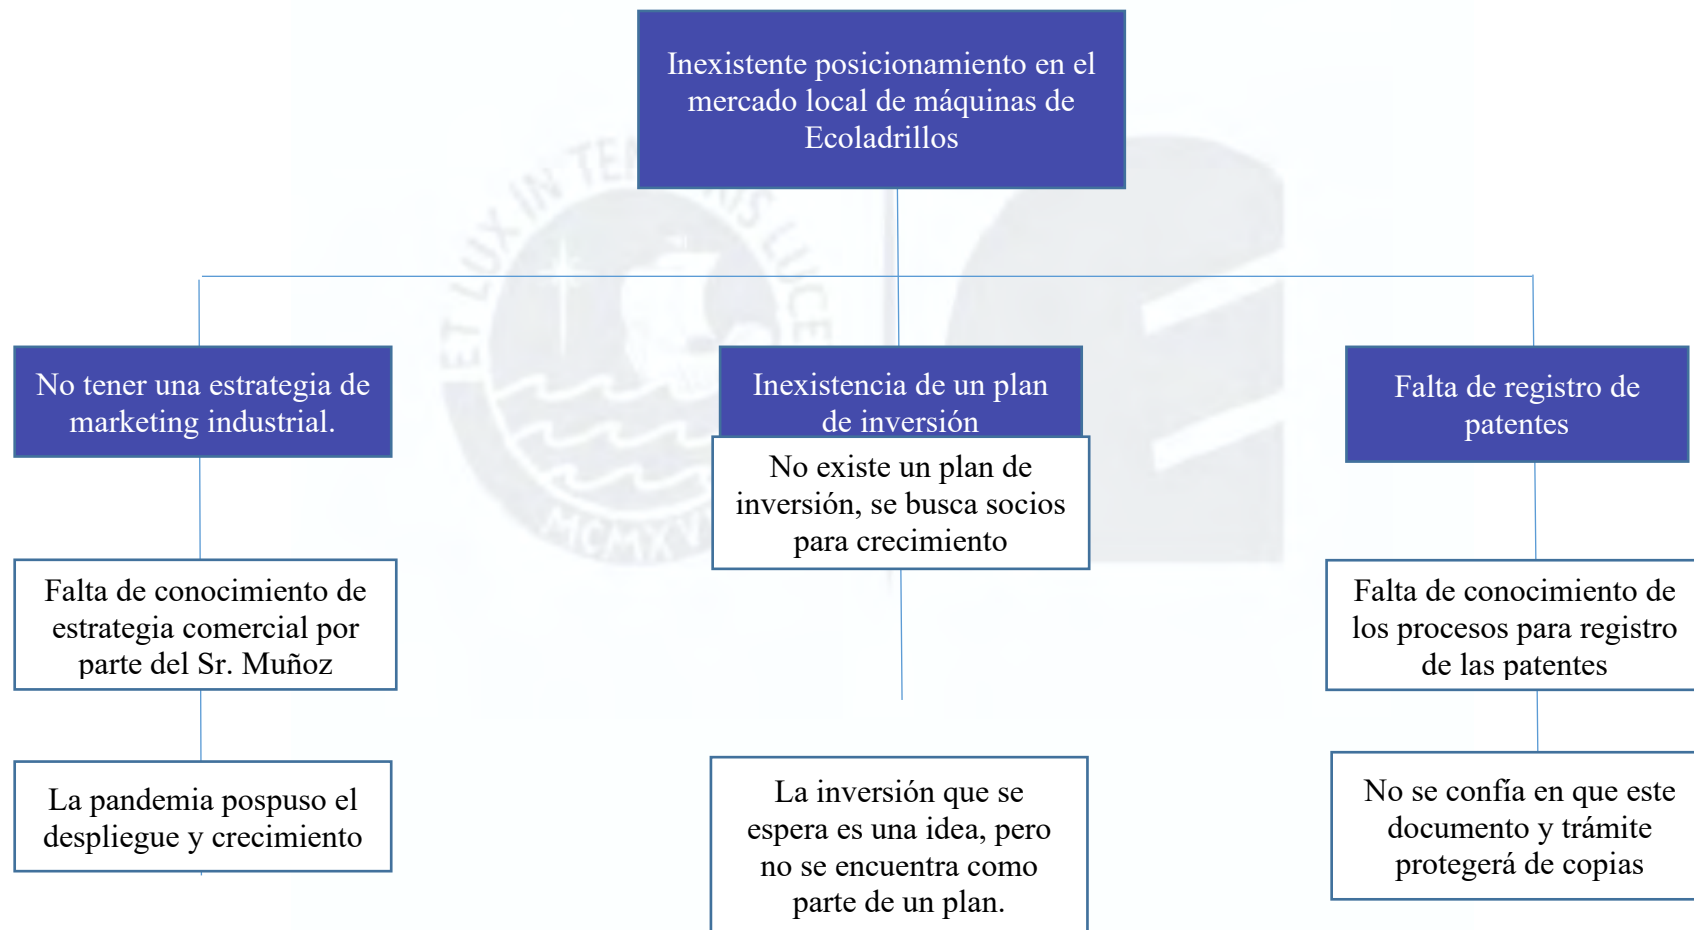 Inexistente posicionamiento en el
mercado local de máquinas de
Ecoladrillos
No tener una estrategia de
marketing industrial.
Inexistencia de un plan
de inversión
Falta de registro de
patentes
No existe un plan de
inversión, se busca socios
para crecimiento
Falta de conocimiento de
estrategia comercial por
parte del Sr. Muñoz
Falta de conocimiento de
los procesos para registro
de las patentes
La pandemia pospuso el
despliegue y crecimiento
La inversión que se
espera es una idea, pero
no se encuentra como
parte de un plan.
No se confía en que este
documento y trámite
protegerá de copias
ET LUX IN
LUCE